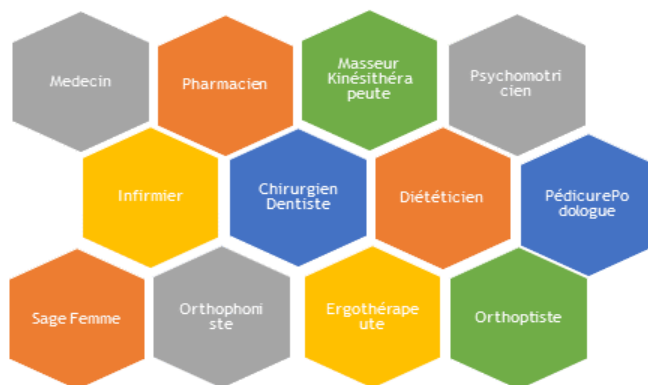 Medecin
Pharmacien
Masseur
Kinésithéra
peute
Psychomotri
cien
Infirmier
Chirurgien
Dentiste
Diététicien
PédicurePo
dologue
Sage Femme
Orthophoni
ste
Ergothérape
ute
Orthoptiste